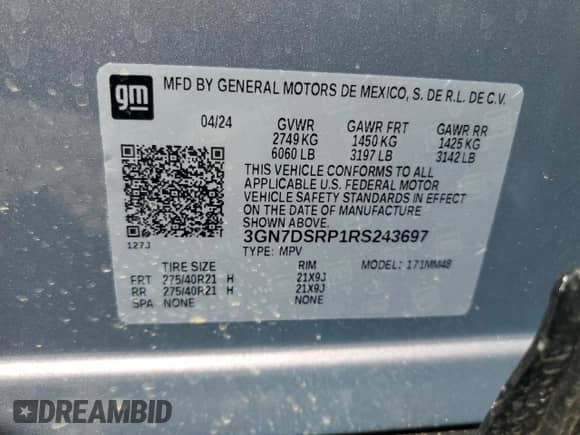 gm
MFD BY GENERAL MOTORS DE MEXICO, S. DE R.L. DE C.V.
04/24 GVWR GAWR FRT GAWR RR
2749 KG 1450 KG 1425 KG
6060 LB 3197 LB 3142 LB
THIS VEHICLE CONFORMS TO ALL
APPLICABLE U.S. FEDERAL MOTOR
VEHICLE SAFETY STANDARDS IN EFFECT
ON THE DATE OF MANUFACTURE
SHOWN ABOVE.
3GN7DSRP1RS243697
127J
TYPE: MPV MODEL: 171MM48
TIRE SIZE RIM
FRT 275/40R21 H 21X9J
RR 275/40R21 H 21X9J
SPA NONE NONE
DREAMBID